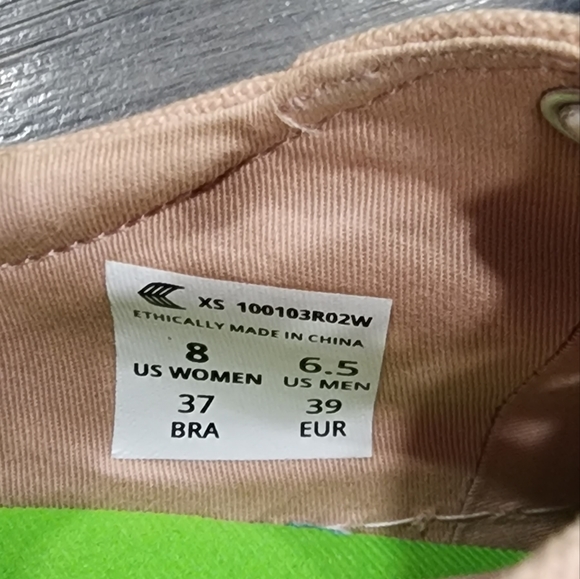 XS 100103R02W
ETHICALLY MADE IN CHINA
8 6.5
US WOMEN US MEN
37 39
BRA EUR